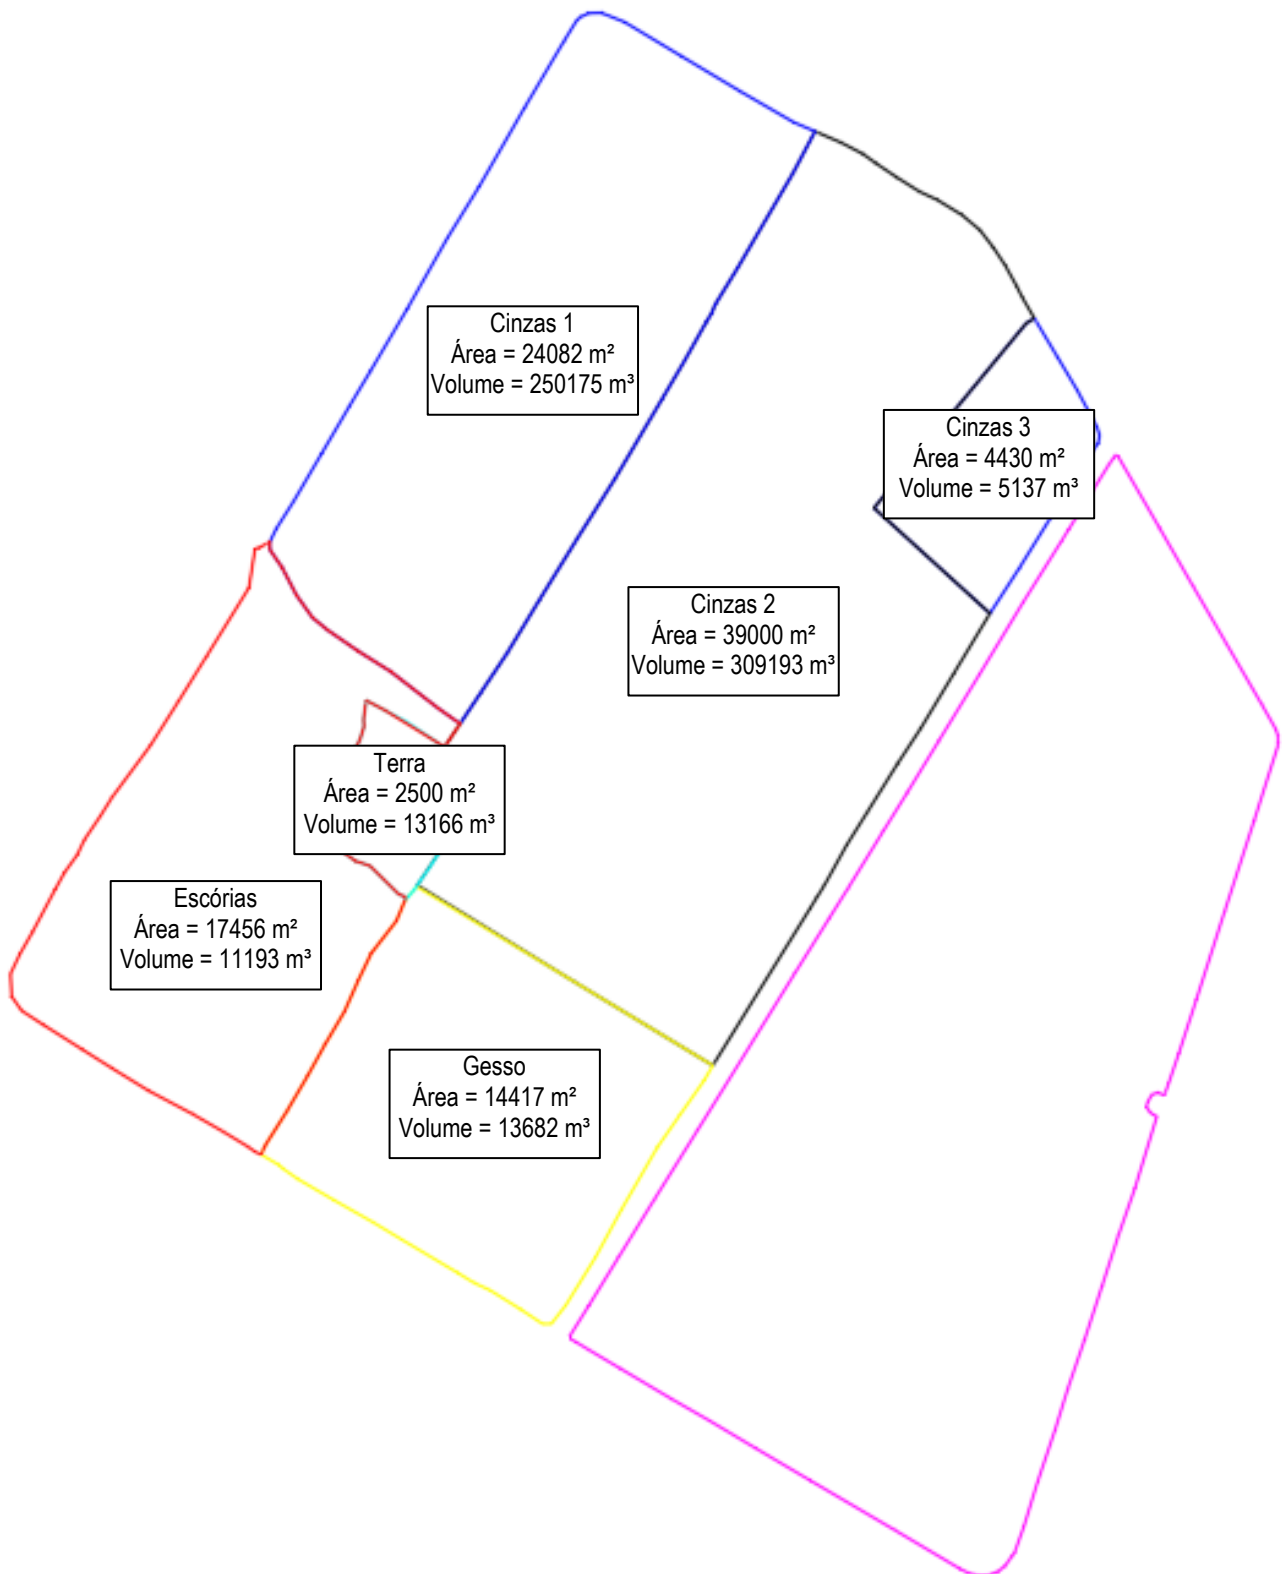 Cinzas 1
Área = 24082 m²
Volume = 250175 m³
Cinzas 3
Área = 4430 m²
Volume = 5137 m³
Cinzas 2
Área = 39000 m²
Volume = 309193 m³
Terra
Área = 2500 m²
Volume = 13166 m³
Escórias
Área = 17456 m²
Volume = 11193 m³
Gesso
Área = 14417 m²
Volume = 13682 m³